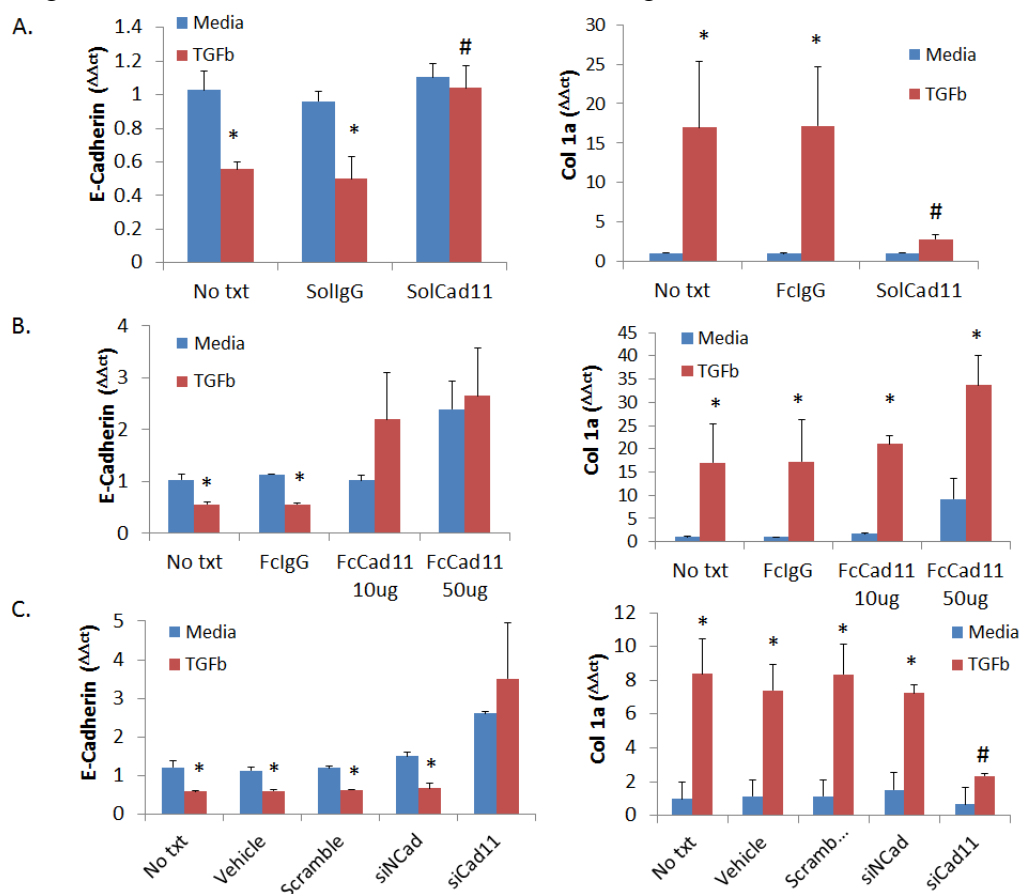 A.
E-Cadherin (ΔΔct)
1.4
1.2
1
0.8
0.6
0.4
0.2
0
Media
TGFb
*
*
#
No txt
SolIgG
SolCad11
Col 1a (ΔΔct)
30
25
20
15
10
5
0
*
*
#
Media
TGFb
No txt
FcIgG
SolCad11
B.
E-Cadherin (ΔΔct)
4
3
2
1
0
Media
TGFb
*
*
No txt
FcIgG
FcCad11
10ug
FcCad11
50ug
Col 1a (ΔΔct)
45
40
35
30
25
20
15
10
5
0
Media
TGFb
*
*
*
*
No txt
FcIgG
FcCad11
10ug
FcCad11
50ug
C.
E-Cadherin (ΔΔct)
5
4
3
2
1
0
Media
TGFb
*
*
*
*
No txt
Vehicle
Scramble
siNCad
siCad11
Col 1a (ΔΔct)
12
10
8
6
4
2
0
*
*
*
*
#
Media
TGFb
No txt
Vehicle
Scramb...
siNCad
siCad11